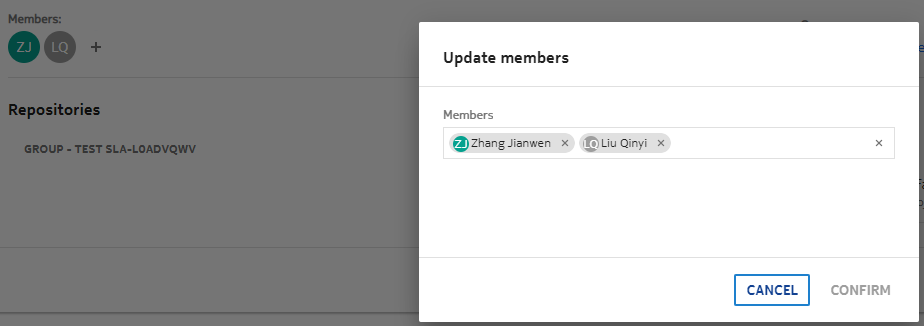 Members:
ZJ LQ +
Repositories
GROUP - TEST SLA-L0ADVQWV
Update members
Members
ZJ Zhang Jianwen × LQ Liu Qinyi × ×
CANCEL CONFIRM